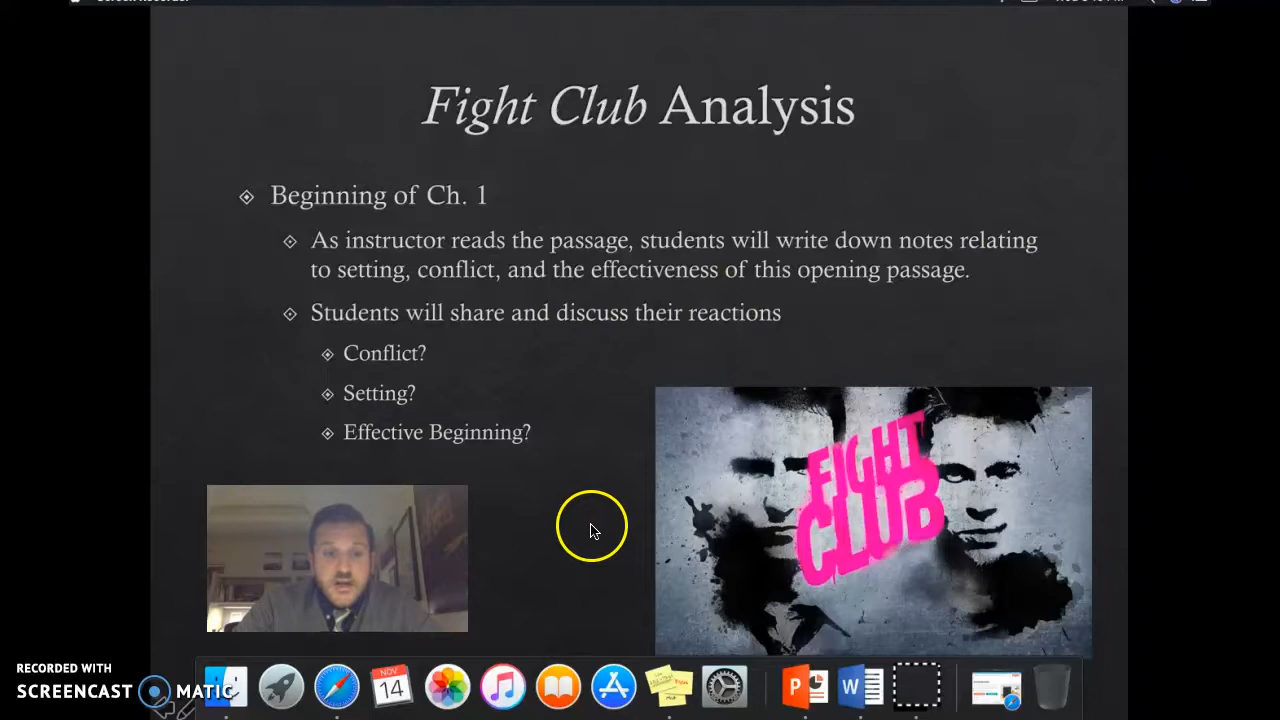 Fight Club Analysis
Beginning of Ch. 1
As instructor reads the passage, students will write down notes relating
to setting, conflict, and the effectiveness of this opening passage.
Students will share and discuss their reactions
Conflict?
Setting?
Effective Beginning?
FIGHT
CLUB
RECORDED WITH
SCREENCAST MATIC
NOV
14
P
W